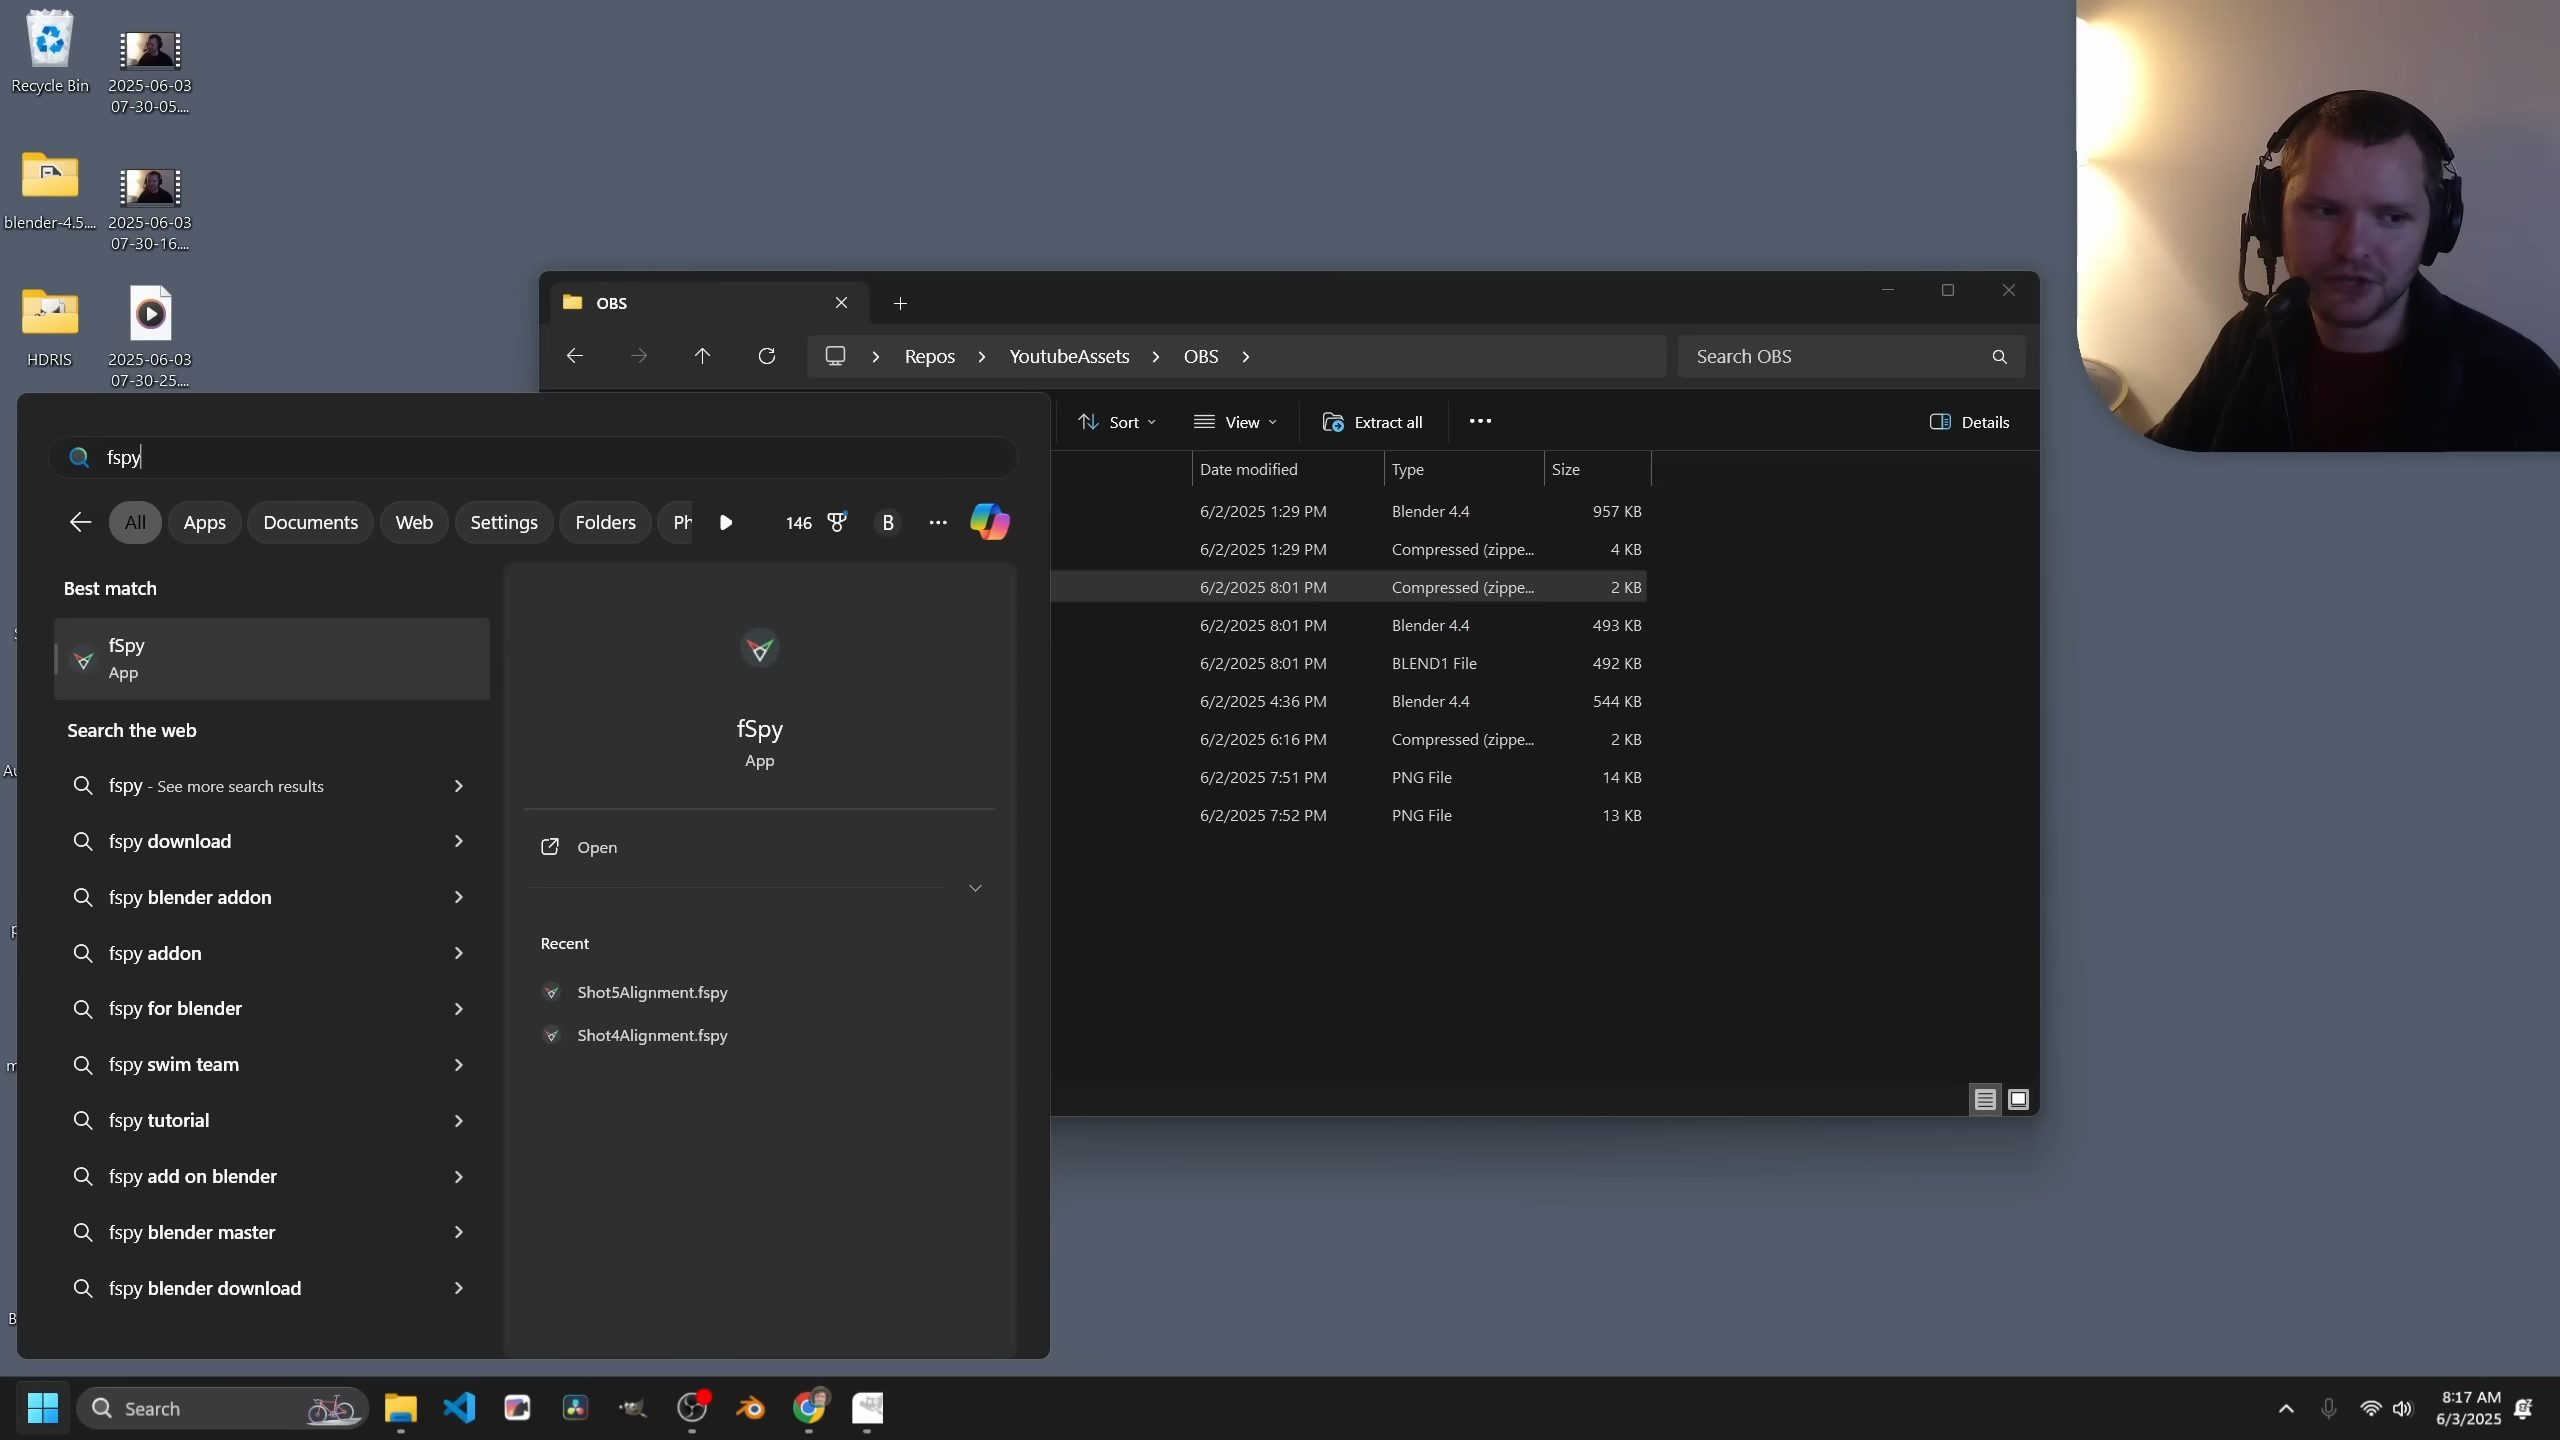 Recycle Bin
2025-06-03
07-30-05....
blender-4.5....
2025-06-03
07-30-16....
HDRIS
2025-06-03
07-30-25....
OBS
Repos
YoutubeAssets
OBS
Search OBS
Sort
View
Extract all
Details
Date modified
Type
Size
6/2/2025 1:29 PM
Blender 4.4
957 KB
6/2/2025 1:29 PM
Compressed (zippe...
4 KB
6/2/2025 8:01 PM
Compressed (zippe...
2 KB
6/2/2025 8:01 PM
Blender 4.4
493 KB
6/2/2025 8:01 PM
BLEND1 File
492 KB
6/2/2025 4:36 PM
Blender 4.4
544 KB
6/2/2025 6:16 PM
Compressed (zippe...
2 KB
6/2/2025 7:51 PM
PNG File
14 KB
6/2/2025 7:52 PM
PNG File
13 KB
fspy
All
Apps
Documents
Web
Settings
Folders
Ph
146
B
Best match
fSpy
App
Search the web
fspy - See more search results
fspy download
fspy blender addon
fspy addon
fspy for blender
fspy swim team
fspy tutorial
fspy add on blender
fspy blender master
fspy blender download
fSpy
App
Open
Recent
Shot5Alignment.fspy
Shot4Alignment.fspy
Search
8:17 AM
6/3/2025